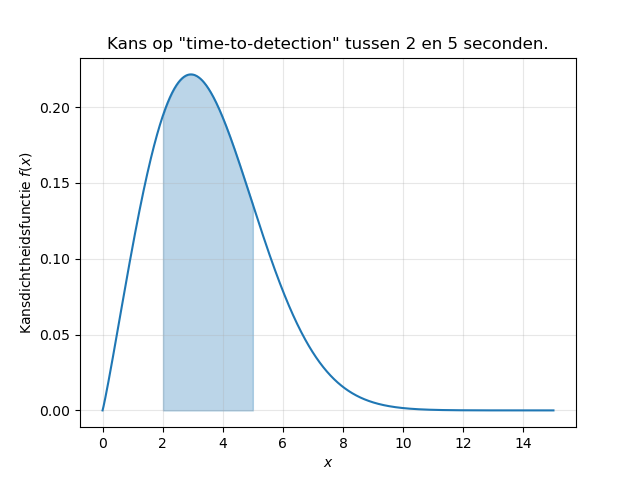 Kans op "time-to-detection" tussen 2 en 5 seconden.
Kansdichtheidsfunctie f(x)
0.20
0.15
0.10
0.05
0.00
0 2 4 6 8 10 12 14
x